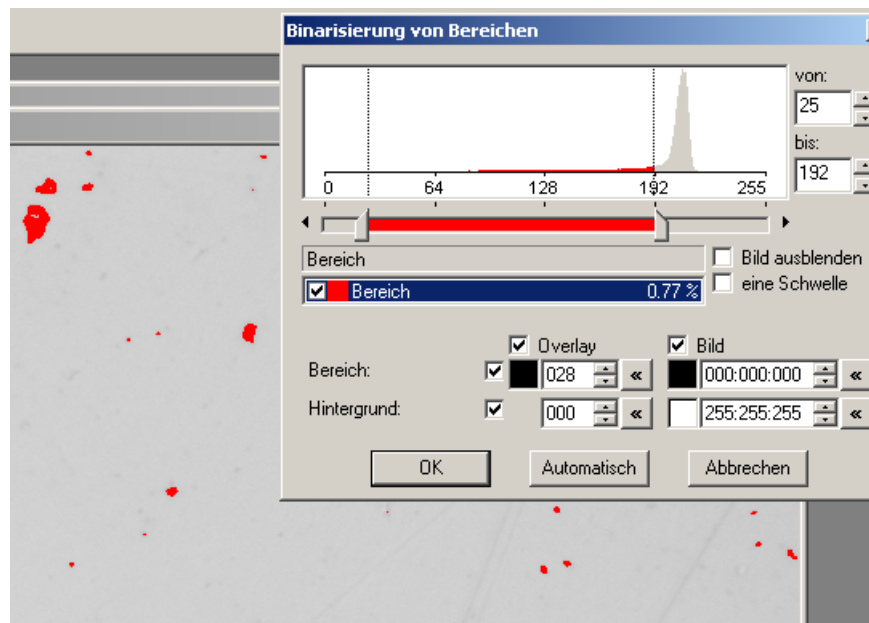 Binarisierung von Bereichen
von:
25
bis:
192
0 64 128 192 255
Bereich
Bild ausblenden
eine Schwelle
Bereich 0.77 %
Overlay Bild
Bereich: 028 « 000:000:000 «
Hintergrund: 000 « 255:255:255 «
OK Automatisch Abbrechen